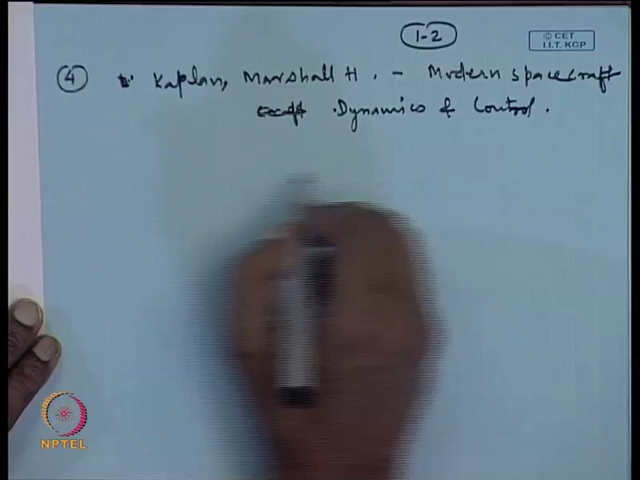 1-2
© CET
I.I.T. KGP
4 Kaplan, Marshall H. - Modern spacecraft
Dynamics & Control.
NPTEL